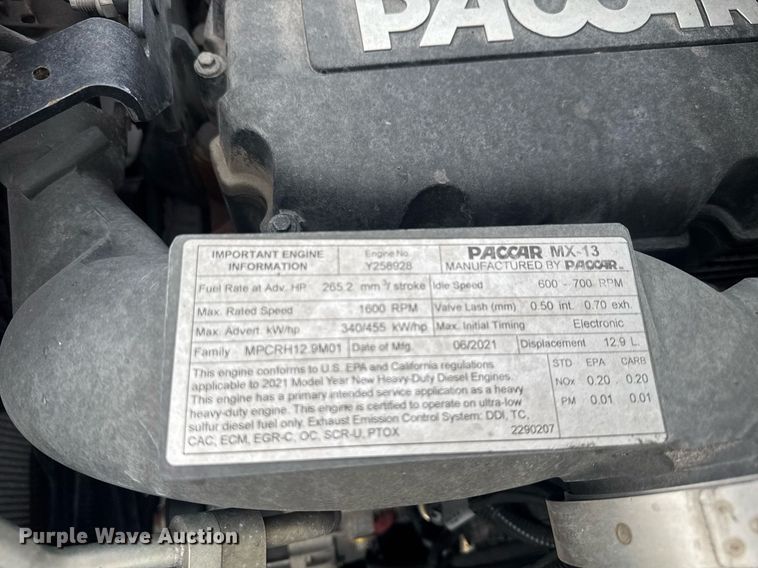 PACCAR
IMPORTANT ENGINE INFORMATION
Engine No. Y258928
PACCAR MX-13
MANUFACTURED BY PACCAR INC
Fuel Rate at Adv. HP 265.2 mm³/ stroke
Idle Speed 600 - 700 RPM
Max. Rated Speed 1600 RPM
Valve Lash (mm) 0.50 int. 0.70 exh.
Max. Advert. kW/hp 340/455 kW/hp
Max. Initial Timing Electronic
Family MPCRH12.9M01
Date of Mfg. 06/2021
Displacement 12.9 L.
This engine conforms to U.S. EPA and California regulations
applicable to 2021 Model Year New Heavy-Duty Diesel Engines.
This engine has a primary intended service application as a heavy
heavy-duty engine. This engine is certified to operate on ultra-low
sulfur diesel fuel only. Exhaust Emission Control System: DDI, TC,
CAC, ECM, EGR-C, OC, SCR-U, PTOX
2290207
STD EPA CARB
NOx 0.20 0.20
PM 0.01 0.01
Purple Wave Auction